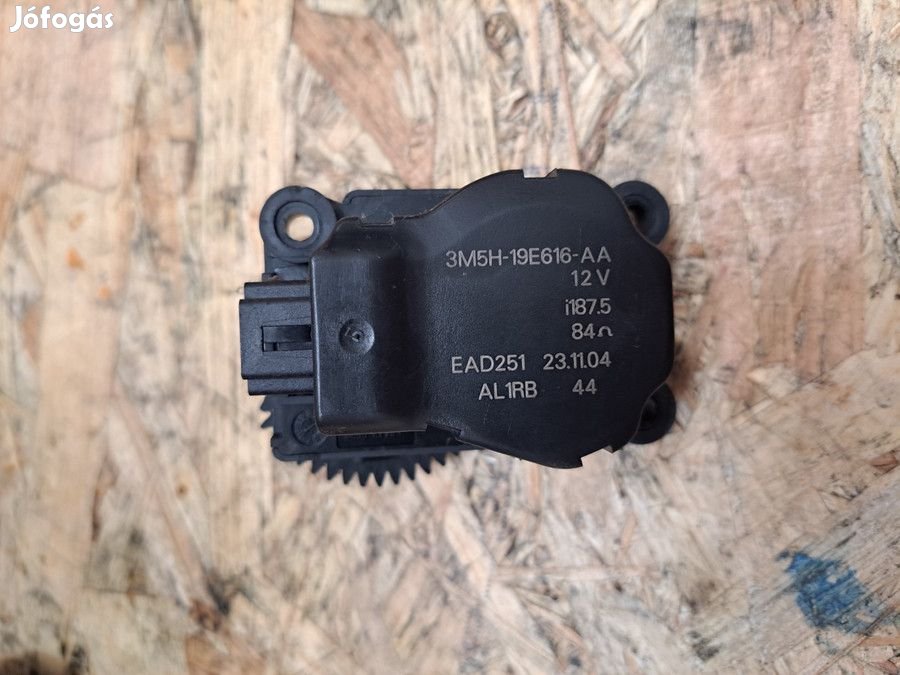 Jófogás
3M5H-19E616-AA
12 V
i187.5
84Ω
EAD251 23.11.04
AL1RB 44